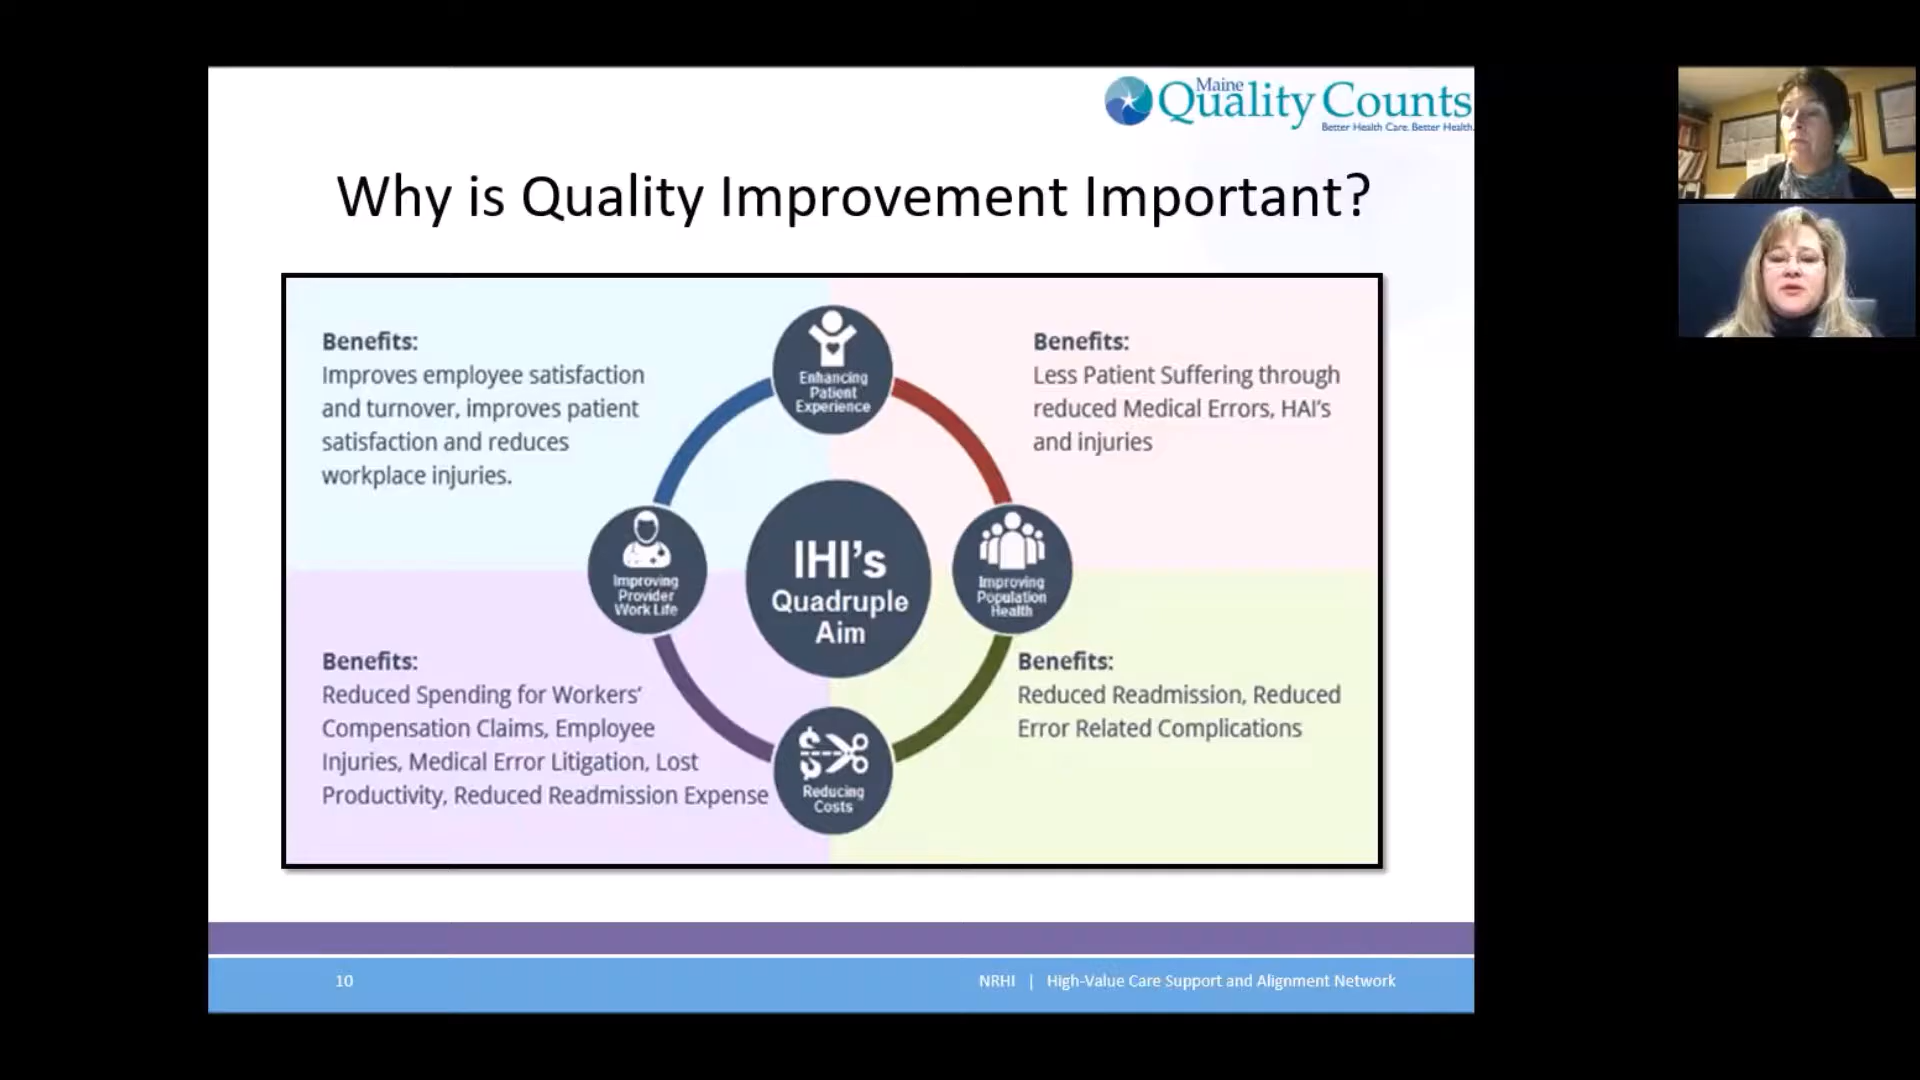 Maine
Quality Counts
Better Health Care. Better Health.
Why is Quality Improvement Important?
Benefits:
Improves employee satisfaction
and turnover, improves patient
satisfaction and reduces
workplace injuries.
Enhancing
Patient
Experience
Benefits:
Less Patient Suffering through
reduced Medical Errors, HAI's
and injuries
Improving
Provider
Work Life
IHI's
Quadruple
Aim
Improving
Population
Health
Benefits:
Reduced Spending for Workers'
Compensation Claims, Employee
Injuries, Medical Error Litigation, Lost
Productivity, Reduced Readmission Expense
Reducing
Costs
Benefits:
Reduced Readmission, Reduced
Error Related Complications
10
NRHI | High-Value Care Support and Alignment Network